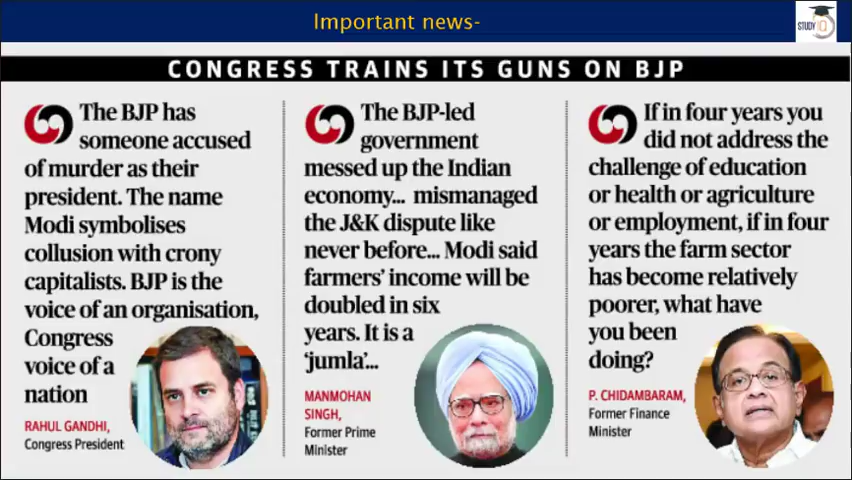 Important news-
STUDY IQ
CONGRESS TRAINS ITS GUNS ON BJP
The BJP has
someone accused
of murder as their
president. The name
Modi symbolises
collusion with crony
capitalists. BJP is the
voice of an organisation,
Congress
voice of a
nation
RAHUL GANDHI,
Congress President
The BJP-led
government
messed up the Indian
economy... mismanaged
the J&K dispute like
never before... Modi said
farmers' income will be
doubled in six
years. It is a
'jumla'...
MANMOHAN
SINGH,
Former Prime
Minister
If in four years you
did not address the
challenge of education
or health or agriculture
or employment, if in four
years the farm sector
has become relatively
poorer, what have
you been
doing?
P. CHIDAMBARAM,
Former Finance
Minister